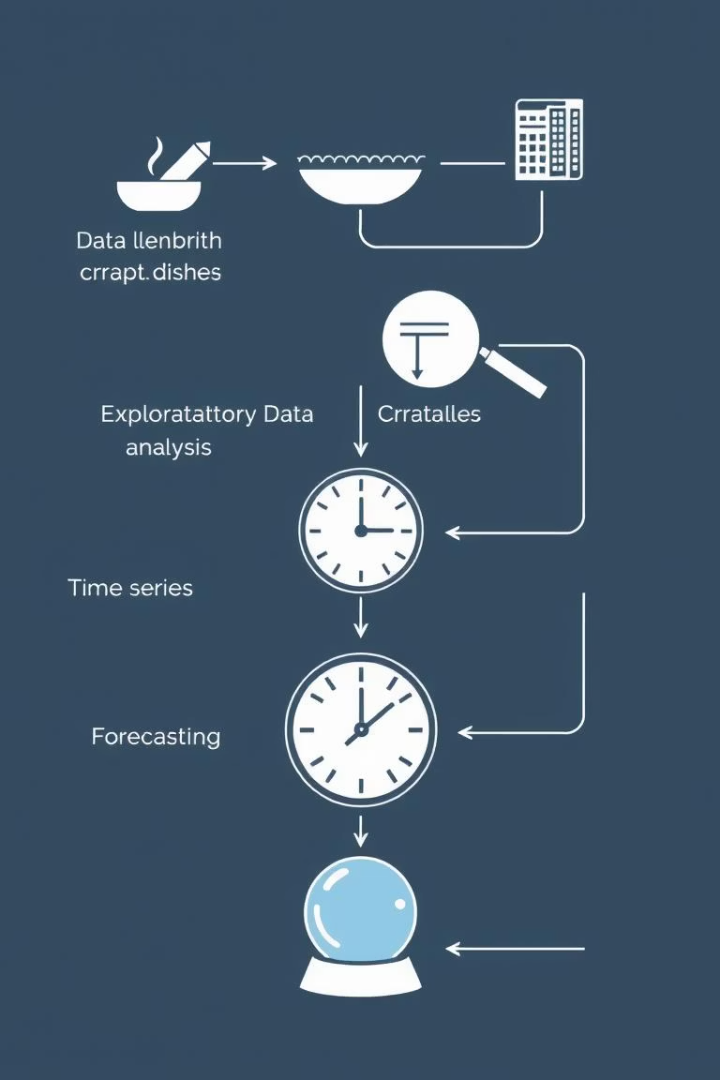 Data llenbrith
crrapt. dishes
Exploratattory Data
analysis
Crratalles
Time series
Forecasting